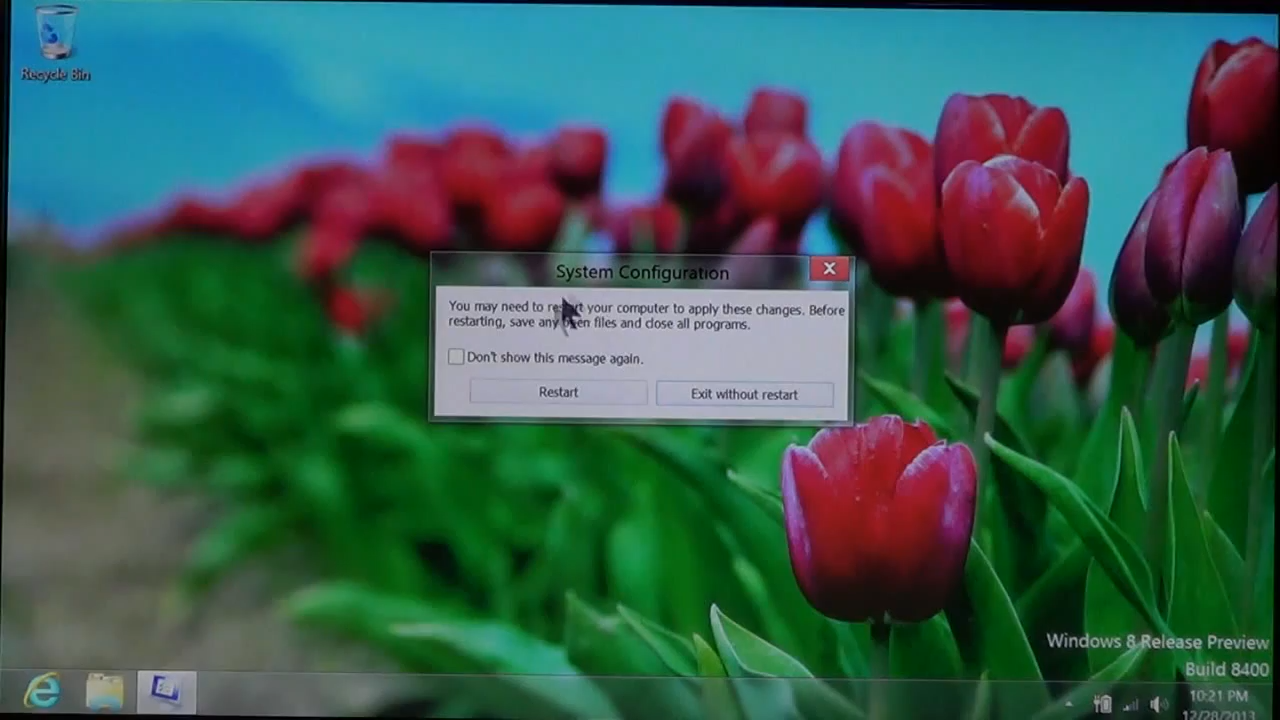 Recycle Bin
System Configuration
You may need to restart your computer to apply these changes. Before
restarting, save any open files and close all programs.
Don't show this message again.
Restart
Exit without restart
Windows 8 Release Preview
Build 8400
10:21 PM
12/28/2013